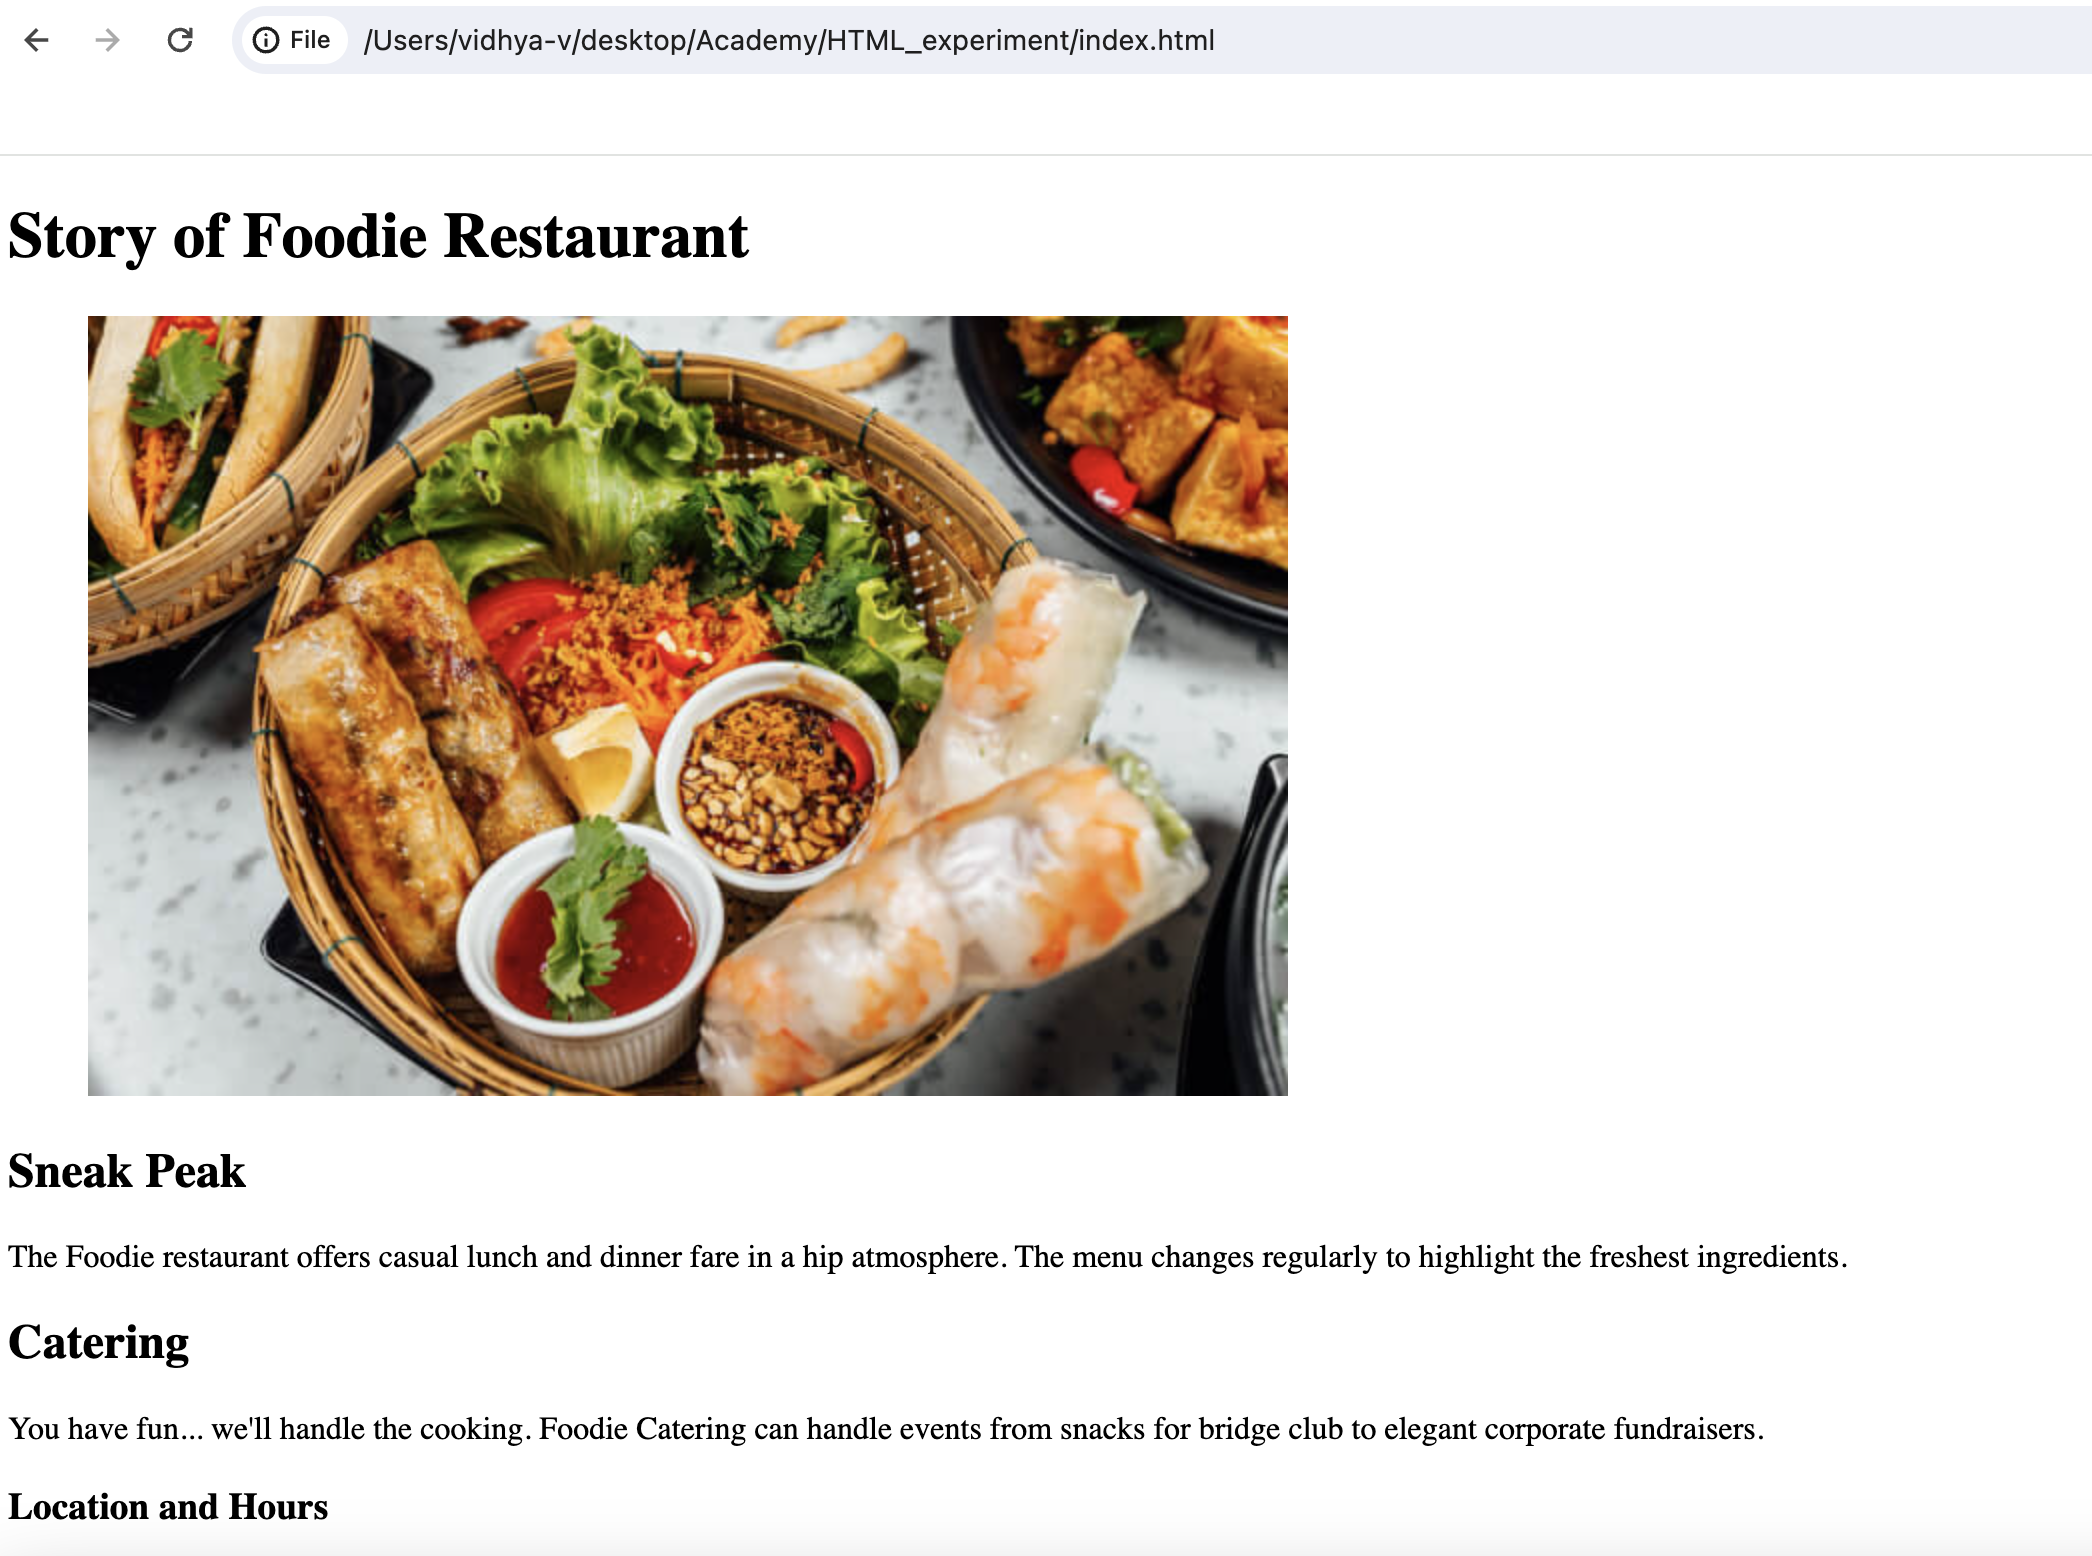 File /Users/vidhya-v/desktop/Academy/HTML_experiment/index.html
Story of Foodie Restaurant
Sneak Peak
The Foodie restaurant offers casual lunch and dinner fare in a hip atmosphere. The menu changes regularly to highlight the freshest ingredients.
Catering
You have fun... we'll handle the cooking. Foodie Catering can handle events from snacks for bridge club to elegant corporate fundraisers.
Location and Hours